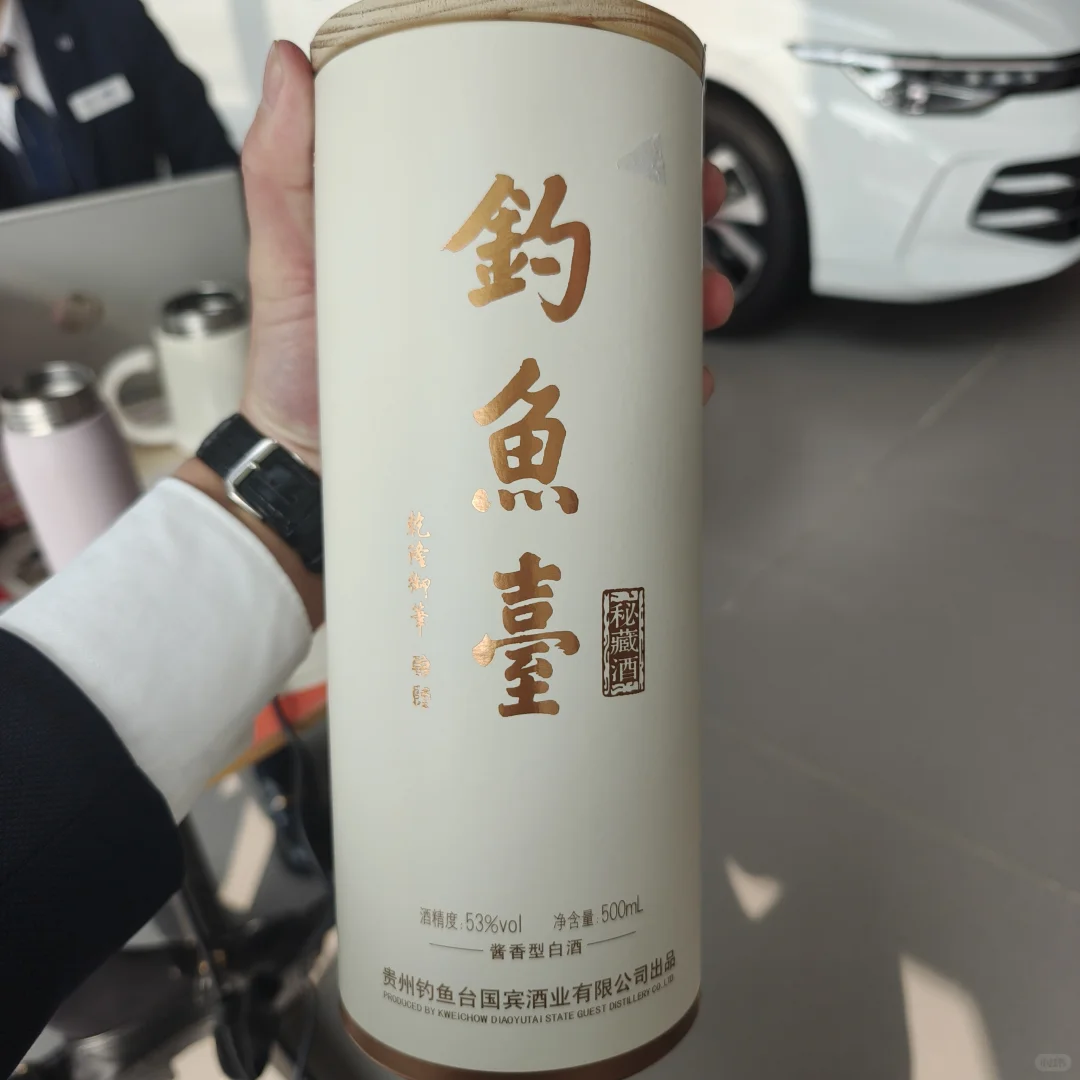 釣魚臺
乾隆御筆
秘藏酒
酒精度:53%vol 净含量:500mL
酱香型白酒
贵州钓鱼台国宾酒业有限公司出品
PRODUCED BY KWEICHOW DIAOYUTAI STATE GUEST DISTILLERY CO.,LTD.